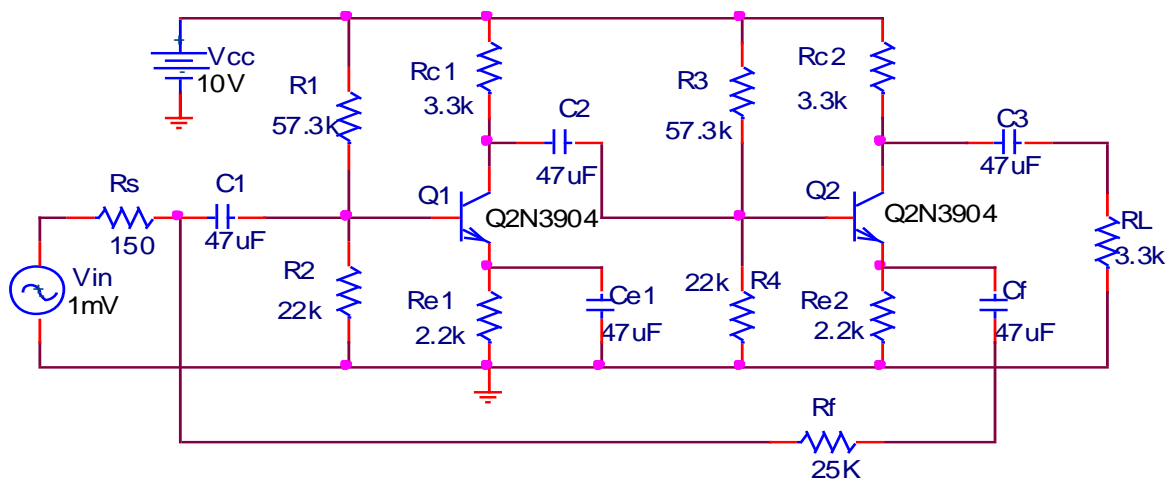 Vcc
10V
R1
57.3k
Rc1
3.3k
C2
47uF
R3
57.3k
Rc2
3.3k
C3
47uF
Rs
150
C1
47uF
Q1
Q2N3904
Q2
Q2N3904
RL
3.3k
Vin
1mV
R2
22k
Re1
2.2k
Ce1
47uF
22k
R4
Re2
2.2k
Cf
47uF
Rf
25K